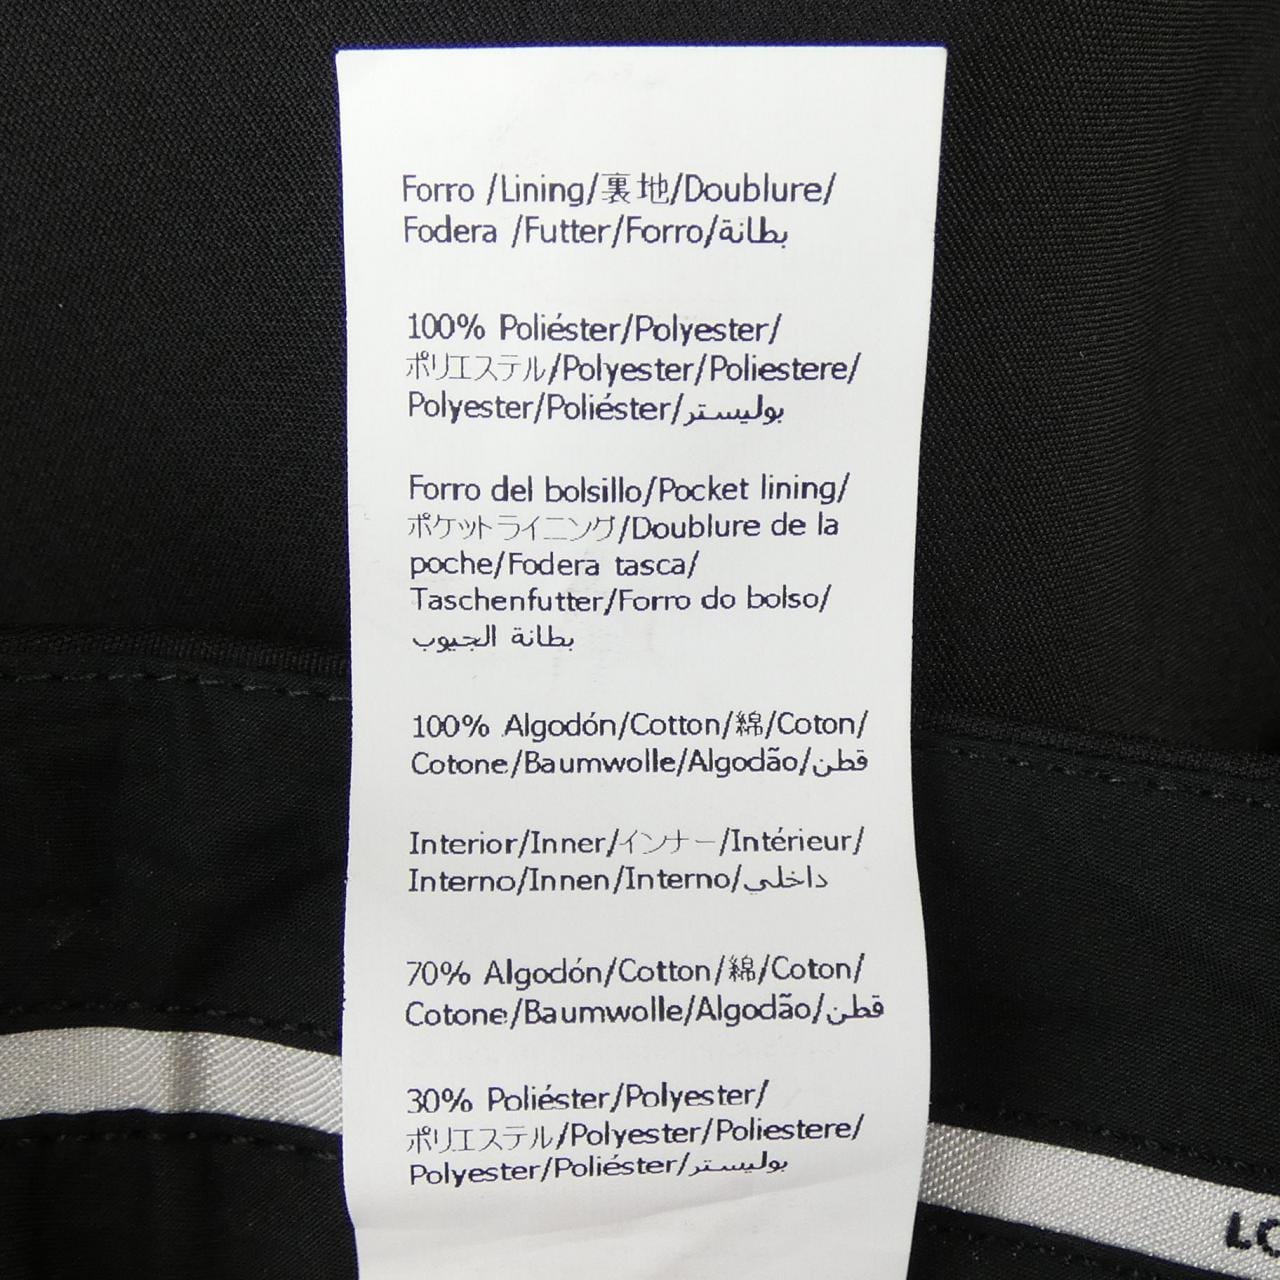 Forro /Lining/裏地/Doublure/
Fodera /Futter/Forro/بطانة
100% Poliéster/Polyester/
ポリエステル/Polyester/Poliestere/
Polyester/Poliéster/بوليستر
Forro del bolsillo/Pocket lining/
ポケットライニング/Doublure de la
poche/Fodera tasca/
Taschenfutter/Forro do bolso/
بطانة الجيوب
100% Algodón/Cotton/綿/Coton/
Cotone/Baumwolle/Algodão/قطن
Interior/Inner/インナー/Intérieur/
Interno/Innen/Interno/داخلي
70% Algodón/Cotton/綿/Coton/
Cotone/Baumwolle/Algodão/قطن
30% Poliéster/Polyester/
ポリエステル/Polyester/Poliestere/
Polyester/Poliéster/بوليستر